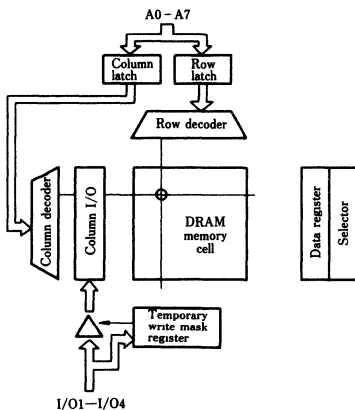 A0–A7
Column
latch
Row
latch
Row decoder
Column decoder
Column I/O
DRAM
memory
cell
Data register
Selector
Temporary
write mask
register
I/O1–I/O4